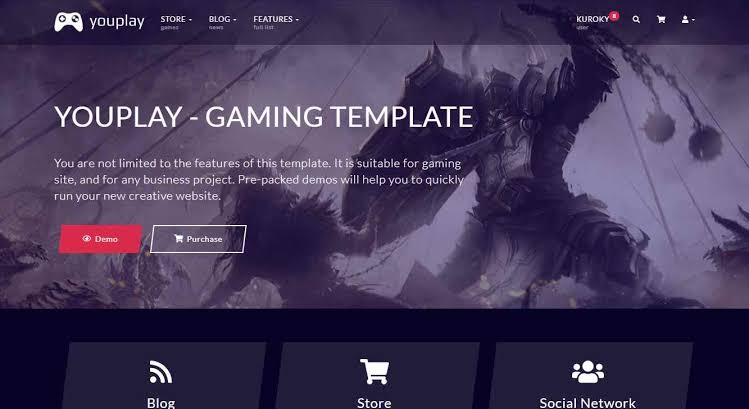 youplay
STORE
games
BLOG
news
FEATURES
full list
KUROKY
8
user
YOUPLAY - GAMING TEMPLATE
You are not limited to the features of this template. It is suitable for gaming
site, and for any business project. Pre-packed demos will help you to quickly
run your new creative website.
Demo
Purchase
Blog
Store
Social Network